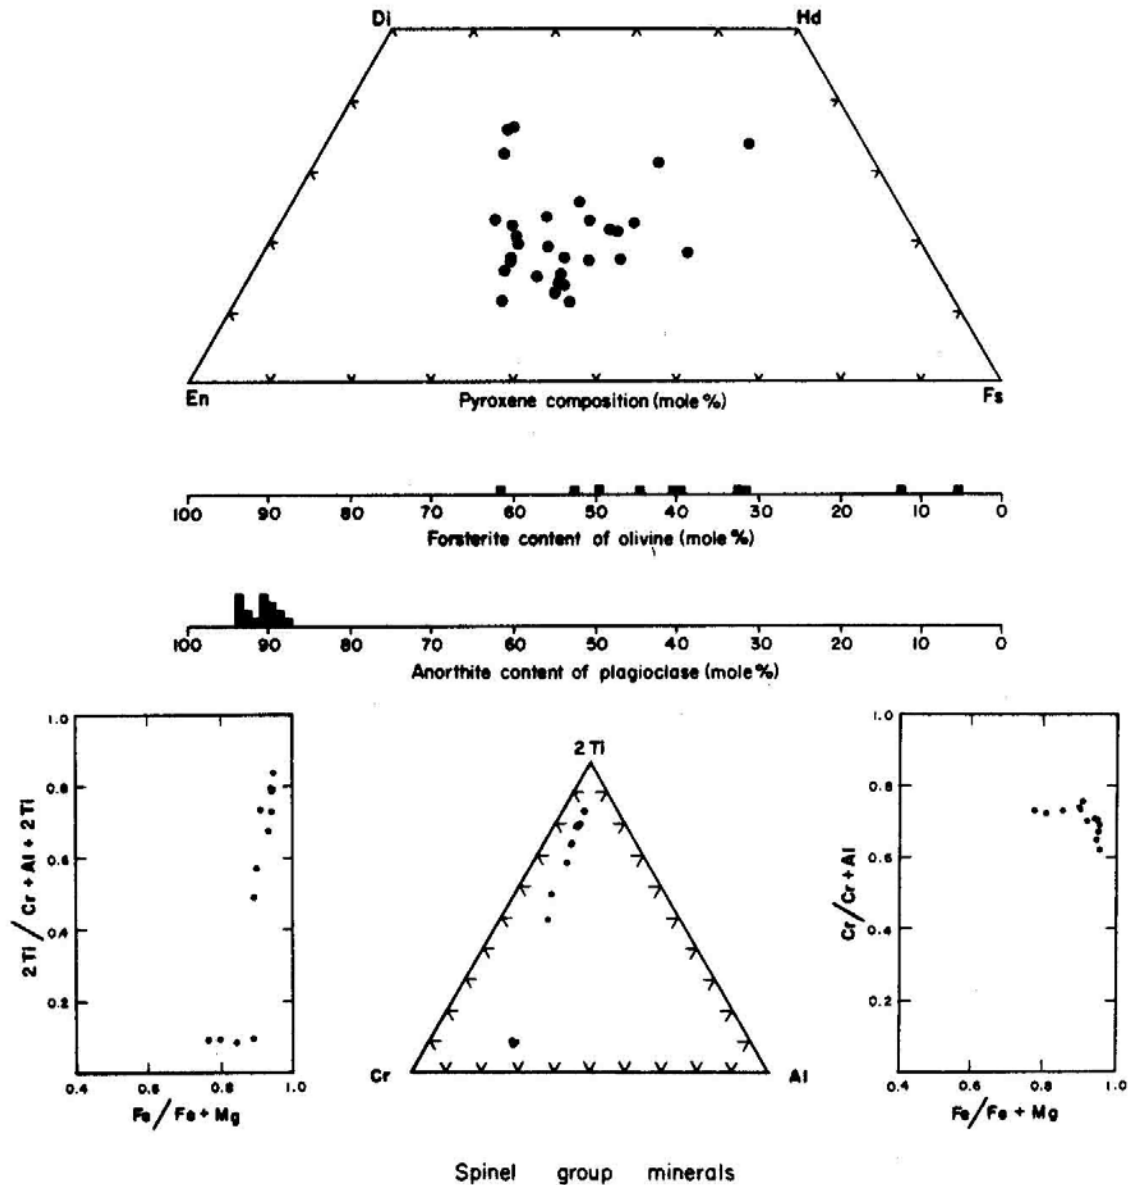 Di Hd
En Fs
Pyroxene composition (mole %)
100 90 80 70 60 50 40 30 20 10 0
Forsterite content of olivine (mole %)
100 90 80 70 60 50 40 30 20 10 0
Anorthite content of plagioclase (mole %)
1.0
0.8
0.6
0.4
0.2
2Ti/Cr + Al + 2Ti
0.4 0.6 0.8 1.0
Fe/Fe + Mg
2 Ti
Cr Al
1.0
0.8
0.6
0.4
0.2
Cr/Cr + Al
0.4 0.6 0.8 1.0
Fe/Fe + Mg
Spinel group minerals